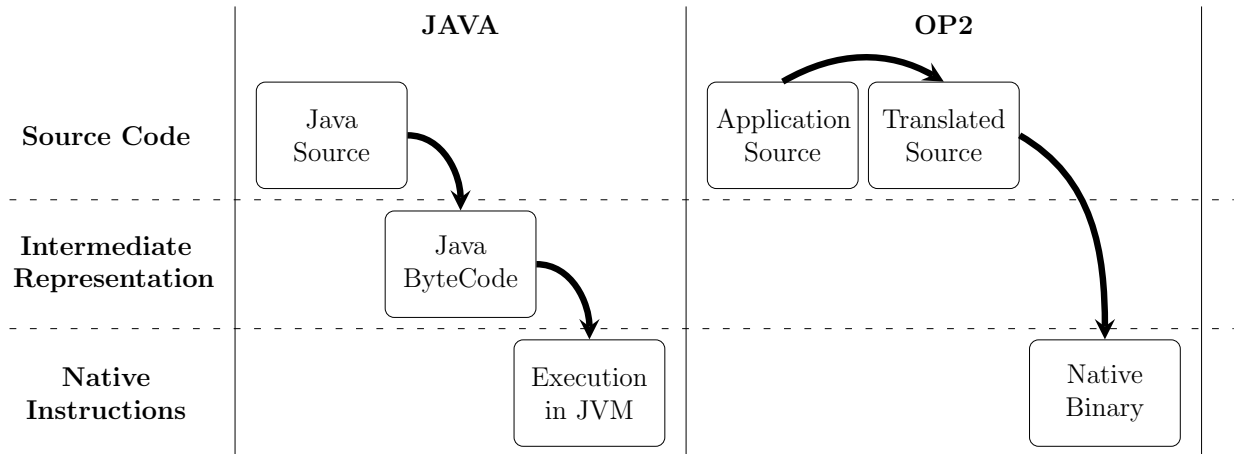 JAVA
OP2
Source Code
Java
Source
Application
Source
Translated
Source
Intermediate
Representation
Java
ByteCode
Native
Instructions
Execution
in JVM
Native
Binary